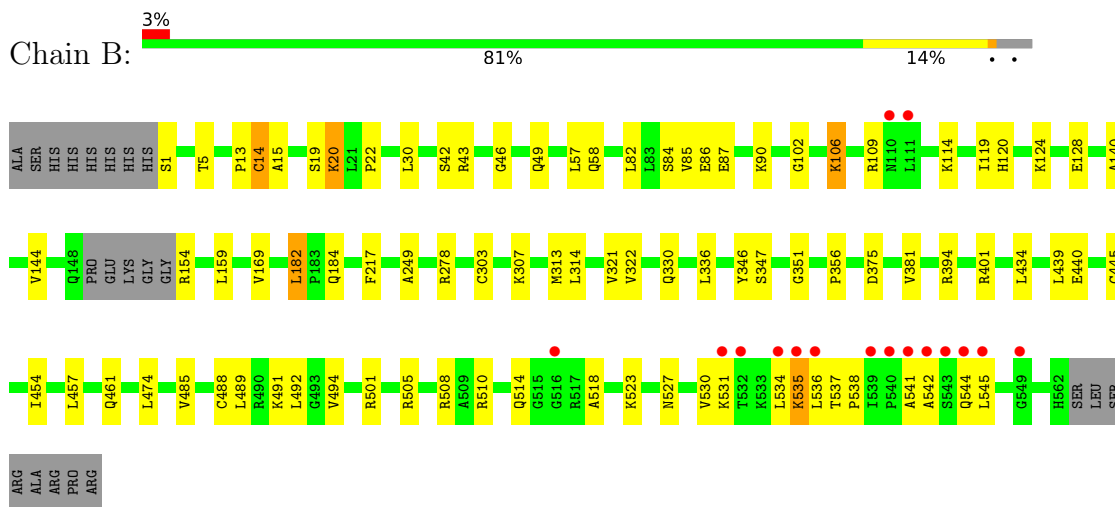 3%
Chain B:
81% 14% • •
ALA SER HIS HIS HIS HIS HIS HIS S1 T5 P13 C14 A15 S19 K20 L21 P22 L30 S42 R43 G46 Q49 L57 Q58 L82 L83 S84 V85 E86 E87 K90 G102 K106 R109 N110 L111 K114 I119 H120 K124 E128 A140
V144 Q148 PRO GLU LYS GLY GLY R154 L159 V169 L182 P183 Q184 F217 A249 R278 C303 K307 M313 L314 V321 V322 Q330 L336 Y346 S347 G351 P356 D375 V381 R394 R401 L434 L439 E440
I454 L457 Q461 L474 V485 C488 L489 R490 K491 L492 G493 V494 R501 R505 R508 A509 R510 Q514 G515 G516 R517 A518 K523 N527 V530 K531 T532 K533 L534 K535 L536 T537 P538 I539 P540 A541 A542 S543 Q544 L545 G549 H562 SER LEU
ARG ALA ARG PRO ARG